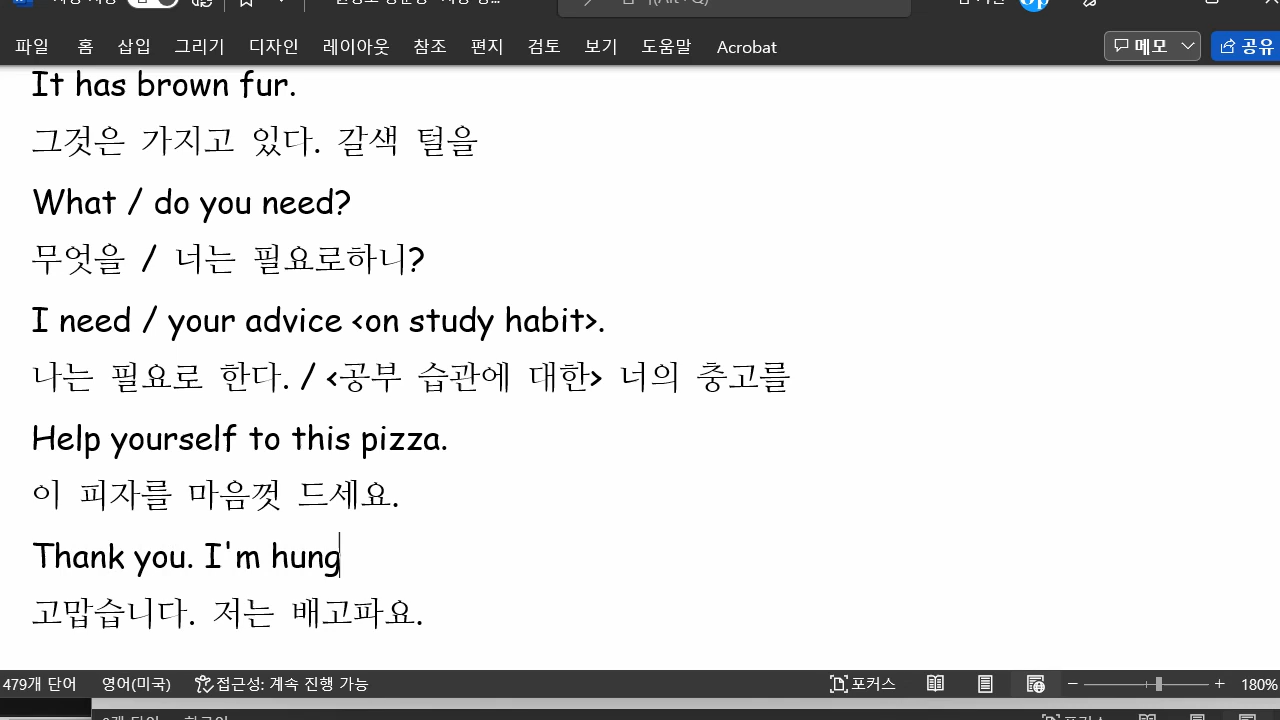 파일 홈 삽입 그리기 디자인 레이아웃 참조 편지 검토 보기 도움말 Acrobat 메모 공유
It has brown fur.
그것은 가지고 있다. 갈색 털을
What / do you need?
무엇을 / 너는 필요로하니?
I need / your advice <on study habit>.
나는 필요로 한다. / <공부 습관에 대한> 너의 충고를
Help yourself to this pizza.
이 피자를 마음껏 드세요.
Thank you. I'm hung
고맙습니다. 저는 배고파요.
479개 단어 영어(미국) 접근성: 계속 진행 가능 포커스 180%